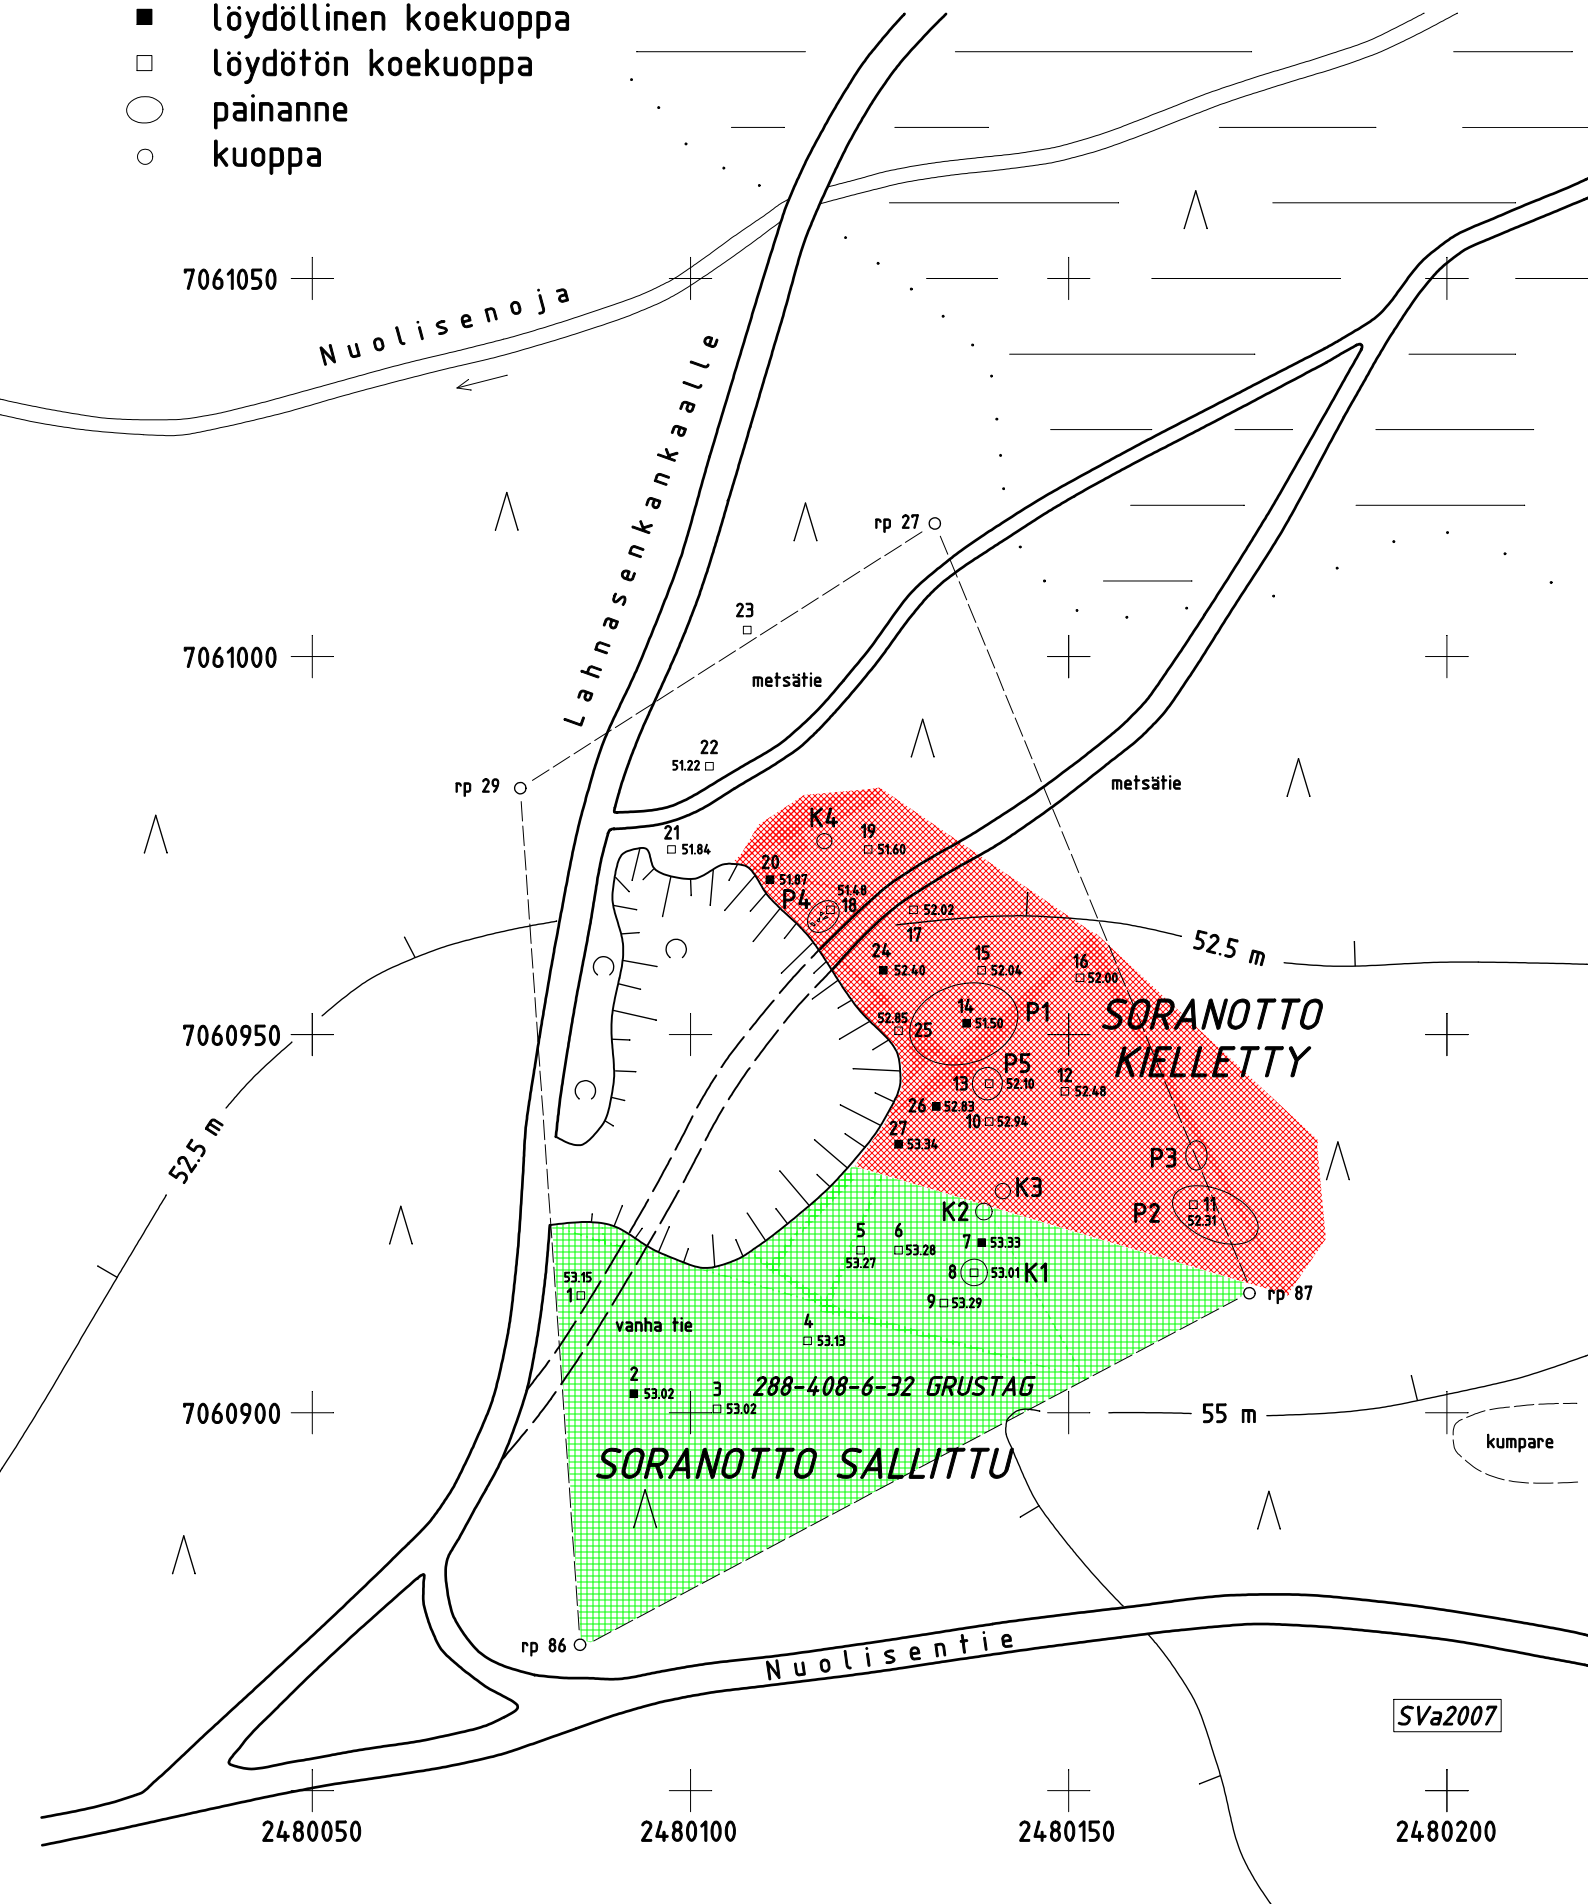 löydöllinen koekuoppa
löydötön koekuoppa
painanne
kuoppa
7061050
Nuolisenoja
Lahnasenkankaalle
rp 27
23
7061000
metsätie
22
51.22
rp 29
metsätie
K4
21
51.84
19
51.60
20
51.87
P4
51.48
18
52.02
17
52.5 m
24
52.40
15
52.04
16
52.00
SORANOTTO
KIELLETTY
14
51.50
P1
52.85
25
7060950
P5
13
52.10
12
52.48
26
52.83
10
52.94
27
53.34
52.5 m
P3
K3
K2
P2
11
52.31
5
53.27
6
53.28
7
53.33
8
53.01
K1
53.15
1
9
53.29
rp 87
vanha tie
4
53.13
2
53.02
3
53.02
288-408-6-32 GRUSTAG
7060900
55 m
kumpare
SORANOTTO SALLITTU
rp 86
Nuolisentie
SVa2007
2480050
2480100
2480150
2480200